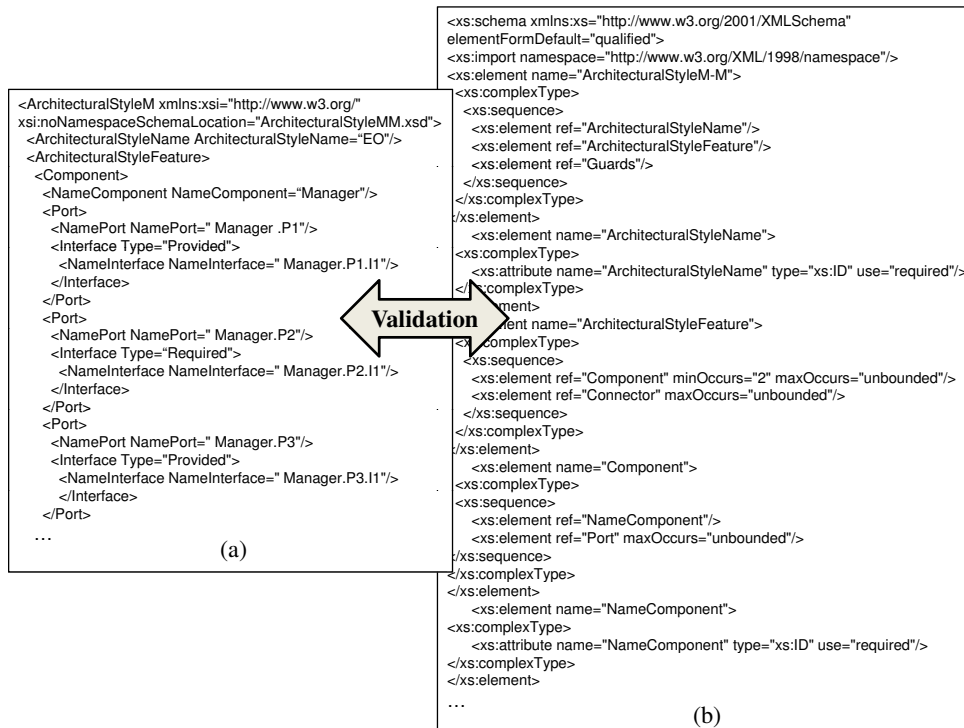 <ArchitecturalStyleM xmlns:xsi="http://www.w3.org/"
xsi:noNamespaceSchemaLocation="ArchitecturalStyleMM.xsd">
<ArchitecturalStyleName ArchitecturalStyleName=“EO"/>
<ArchitecturalStyleFeature>
<Component>
<NameComponent NameComponent=“Manager"/>
<Port>
<NamePort NamePort=" Manager .P1"/>
<Interface Type="Provided">
<NameInterface NameInterface=" Manager.P1.I1"/>
</Interface>
</Port>
<Port>
<NamePort NamePort=" Manager.P2"/>
<Interface Type=“Required">
<NameInterface NameInterface=" Manager.P2.I1"/>
</Interface>
</Port>
<Port>
<NamePort NamePort=" Manager.P3"/>
<Interface Type="Provided">
<NameInterface NameInterface=" Manager.P3.I1"/>
</Interface>
</Port>
…
(a)
Validation
<xs:schema xmlns:xs="http://www.w3.org/2001/XMLSchema"
elementFormDefault="qualified">
<xs:import namespace="http://www.w3.org/XML/1998/namespace"/>
<xs:element name="ArchitecturalStyleM-M">
<xs:complexType>
<xs:sequence>
<xs:element ref="ArchitecturalStyleName"/>
<xs:element ref="ArchitecturalStyleFeature"/>
<xs:element ref="Guards"/>
</xs:sequence>
</xs:complexType>
</xs:element>
<xs:element name="ArchitecturalStyleName">
<xs:complexType>
<xs:attribute name="ArchitecturalStyleName" type="xs:ID" use="required"/>
</xs:complexType>
ement>
ment name="ArchitecturalStyleFeature">
<xs:complexType>
<xs:sequence>
<xs:element ref="Component" minOccurs="2" maxOccurs="unbounded"/>
<xs:element ref="Connector" maxOccurs="unbounded"/>
</xs:sequence>
</xs:complexType>
</xs:element>
<xs:element name="Component">
<xs:complexType>
<xs:sequence>
<xs:element ref="NameComponent"/>
<xs:element ref="Port" maxOccurs="unbounded"/>
</xs:sequence>
</xs:complexType>
</xs:element>
<xs:element name="NameComponent">
<xs:complexType>
<xs:attribute name="NameComponent" type="xs:ID" use="required"/>
</xs:complexType>
</xs:element>
…
(b)